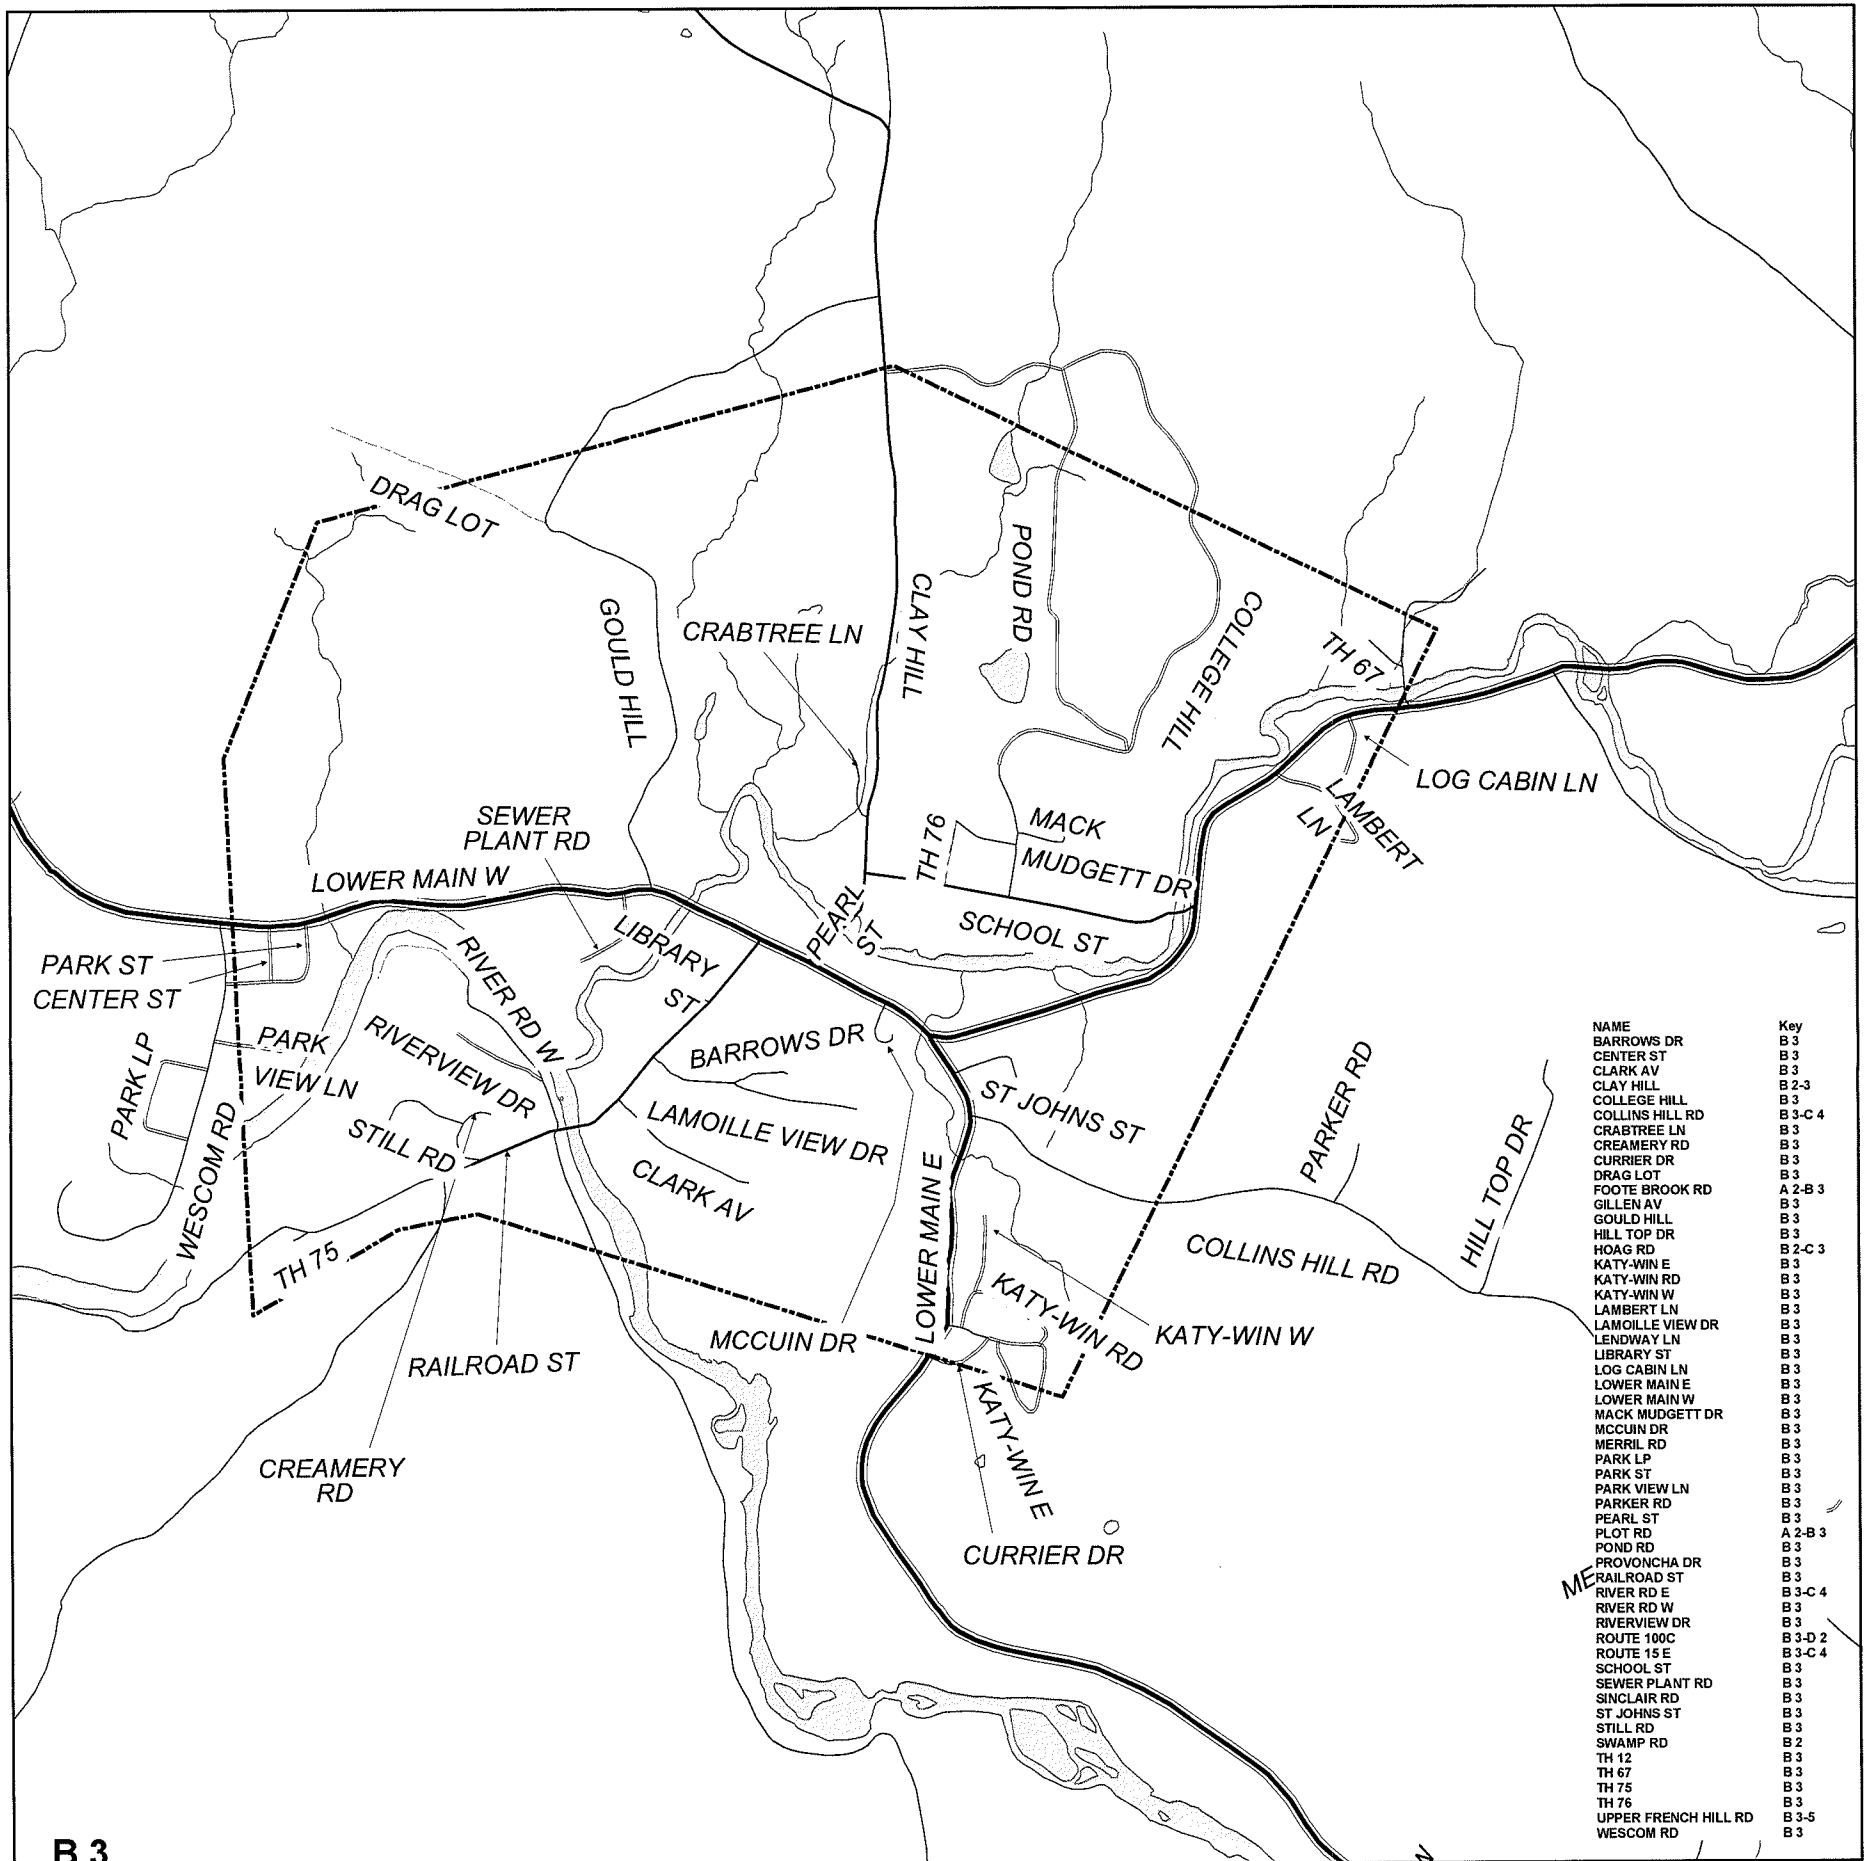 DRAG LOT
GOULD HILL
CRABTREE LN
CLAY HILL
POND RD
COLLEGE HILL
TH 67
LOG CABIN LN
LAMBERT
LN
SEWER
PLANT RD
LOWER MAIN W
TH 76
MACK
MUDGETT DR
SCHOOL ST
PEARL
ST
LIBRARY
ST
PARK ST
CENTER ST
RIVER RD W
PARK
VIEW LN
RIVERVIEW DR
PARK LP
WESCOM RD
STILL RD
BARROWS DR
LAMOILLE VIEW DR
CLARK AV
ST JOHNS ST
PARKER RD
HILL TOP DR
LOWER MAIN E
COLLINS HILL RD
TH 75
KATY-WIN RD
KATY-WIN W
MCCUIN DR
RAILROAD ST
KATY-WIN E
CREAMERY
RD
CURRIER DR
ME
W
B 3
NAME Key
BARROWS DR B 3
CENTER ST B 3
CLARK AV B 3
CLAY HILL B 2-3
COLLEGE HILL B 3
COLLINS HILL RD B 3-C 4
CRABTREE LN B 3
CREAMERY RD B 3
CURRIER DR B 3
DRAG LOT B 3
FOOTE BROOK RD A 2-B 3
GILLEN AV B 3
GOULD HILL B 3
HILL TOP DR B 3
HOAG RD B 2-C 3
KATY-WIN E B 3
KATY-WIN RD B 3
KATY-WIN W B 3
LAMBERT LN B 3
LAMOILLE VIEW DR B 3
LENDWAY LN B 3
LIBRARY ST B 3
LOG CABIN LN B 3
LOWER MAIN E B 3
LOWER MAIN W B 3
MACK MUDGETT DR B 3
MCCUIN DR B 3
MERRIL RD B 3
PARK LP B 3
PARK ST B 3
PARK VIEW LN B 3
PARKER RD B 3
PEARL ST B 3
PLOT RD A 2-B 3
POND RD B 3
PROVONCHA DR B 3
RAILROAD ST B 3
RIVER RD E B 3-C 4
RIVER RD W B 3
RIVERVIEW DR B 3
ROUTE 100C B 3-D 2
ROUTE 15 E B 3-C 4
SCHOOL ST B 3
SEWER PLANT RD B 3
SINCLAIR RD B 3
ST JOHNS ST B 3
STILL RD B 3
SWAMP RD B 2
TH 12 B 3
TH 67 B 3
TH 75 B 3
TH 76 B 3
UPPER FRENCH HILL RD B 3-5
WESCOM RD B 3